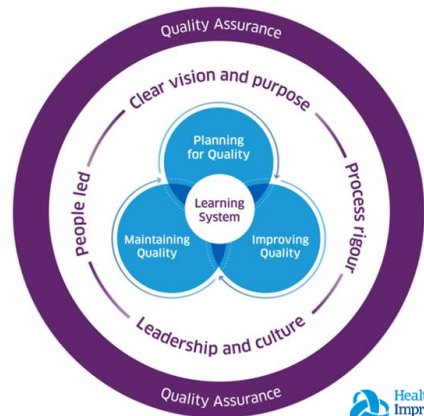 Quality Assurance
Clear vision and purpose
Planning
for Quality
People led
Process rigour
Learning
System
Maintaining
Quality
Improving
Quality
Leadership and culture
Quality Assurance